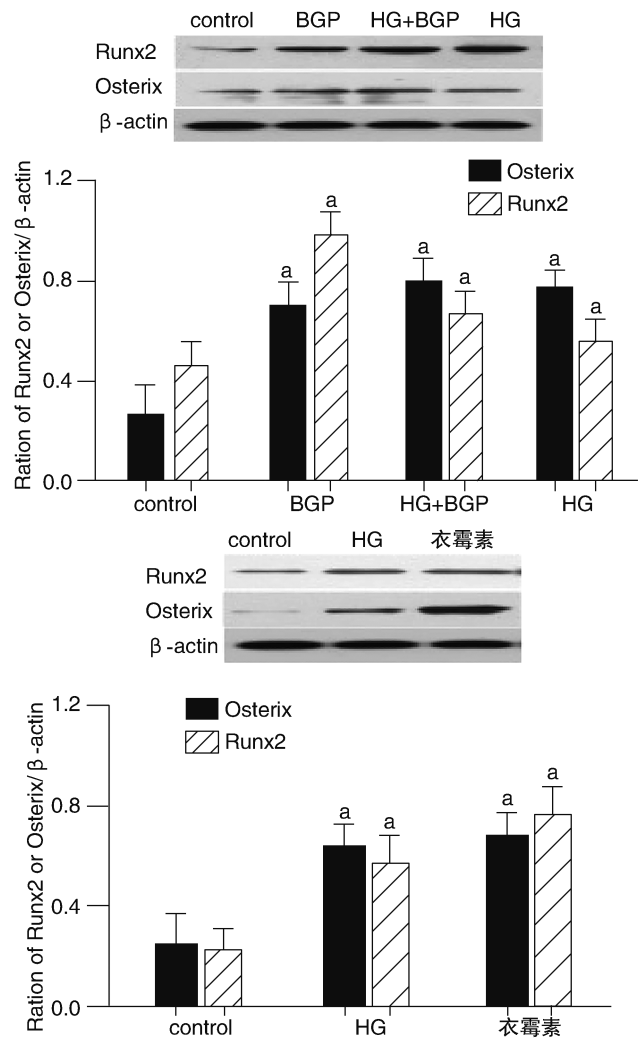 control BGP HG+BGP HG
Runx2
Osterix
β-actin
Ration of Runx2 or Osterix/β-actin
1.2
0.8
0.4
0.0
Osterix
Runx2
a
a
a
a
a
a
control BGP HG+BGP HG
control HG 衣霉素
Runx2
Osterix
β-actin
Ration of Runx2 or Osterix/β-actin
1.2
0.8
0.4
0.0
Osterix
Runx2
a
a
a
a
control HG 衣霉素